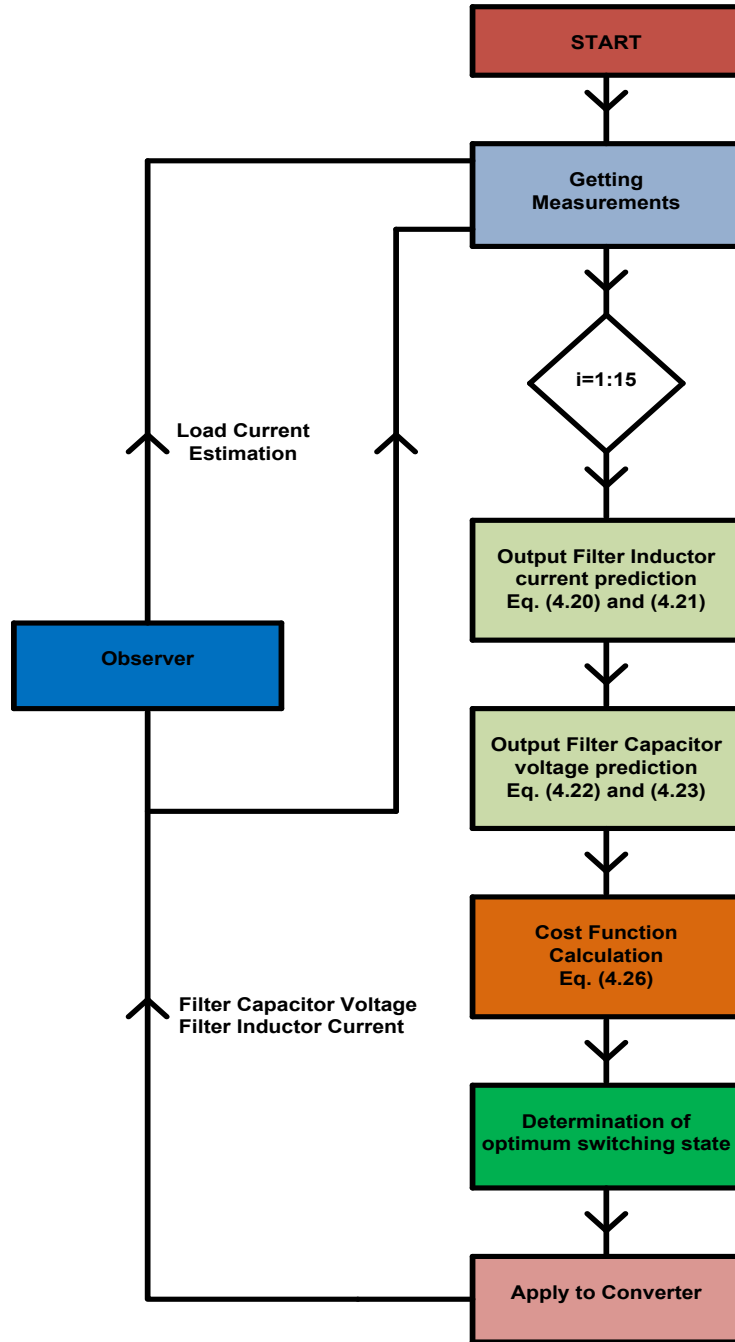 START
Getting
Measurements
i=1:15
Load Current
Estimation
Output Filter Inductor
current prediction
Eq. (4.20) and (4.21)
Observer
Output Filter Capacitor
voltage prediction
Eq. (4.22) and (4.23)
Cost Function
Calculation
Eq. (4.26)
Filter Capacitor Voltage
Filter Inductor Current
Determination of
optimum switching state
Apply to Converter